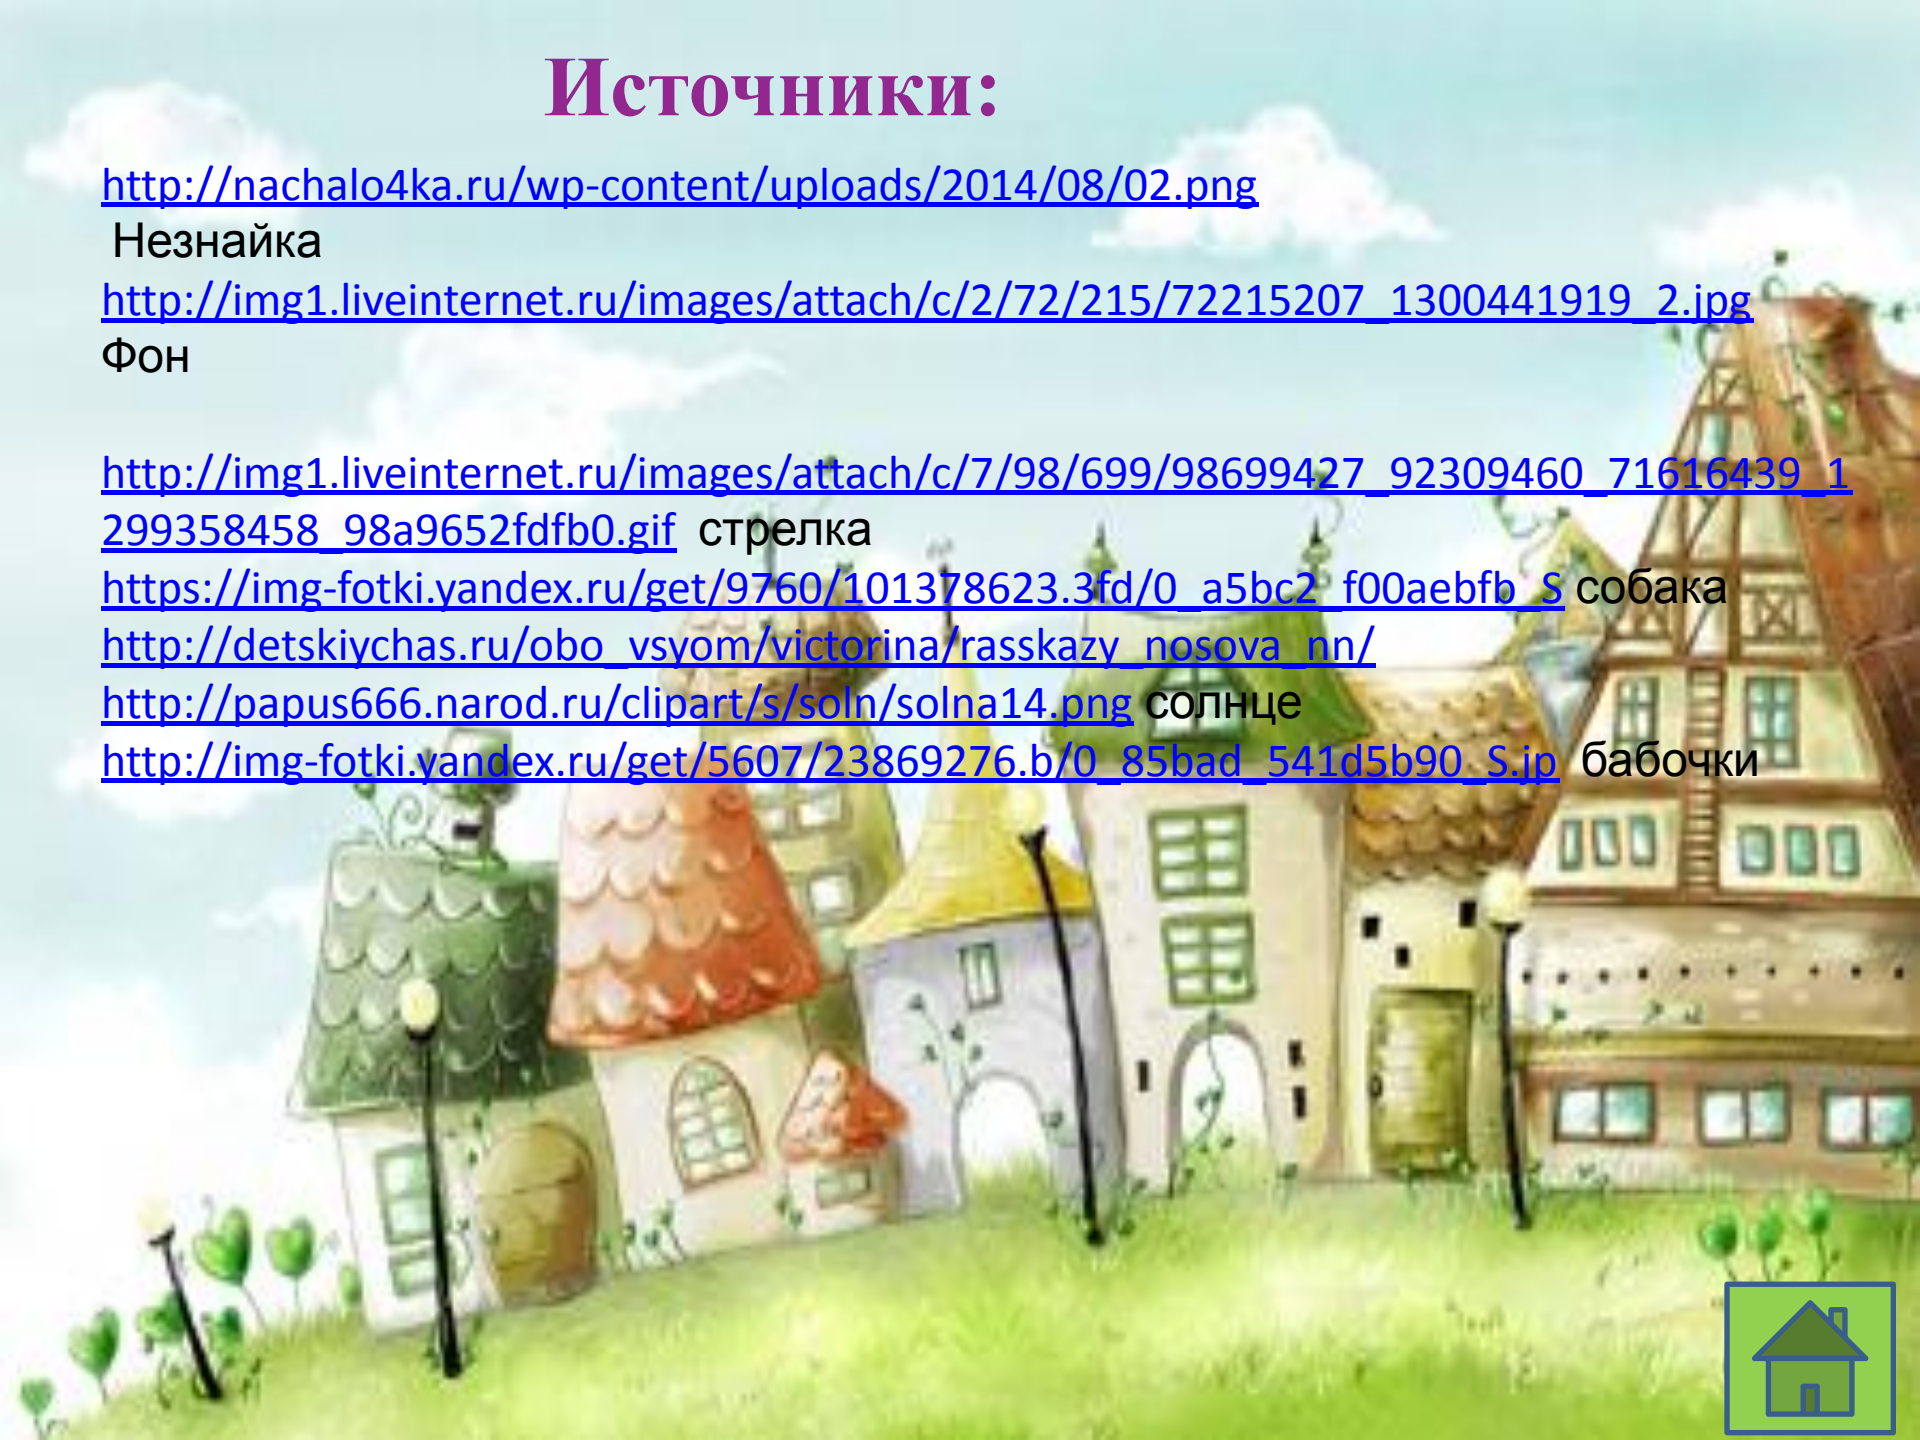 Источники:
http://nachalo4ka.ru/wp-content/uploads/2014/08/02.png
Незнайка
http://img1.liveinternet.ru/images/attach/c/2/72/215/72215207_1300441919_2.jpg
Фон
http://img1.liveinternet.ru/images/attach/c/7/98/699/98699427_92309460_71616439_1
299358458_98a9652fdfb0.gif стрелка
https://img-fotki.yandex.ru/get/9760/101378623.3fd/0_a5bc2_f00aebfb_S собака
http://detskiychas.ru/obo_vsyom/victorina/rasskazy_nosova_nn/
http://papus666.narod.ru/clipart/s/soln/solna14.png солнце
http://img-fotki.yandex.ru/get/5607/23869276.b/0_85bad_541d5b90_S.jp бабочки